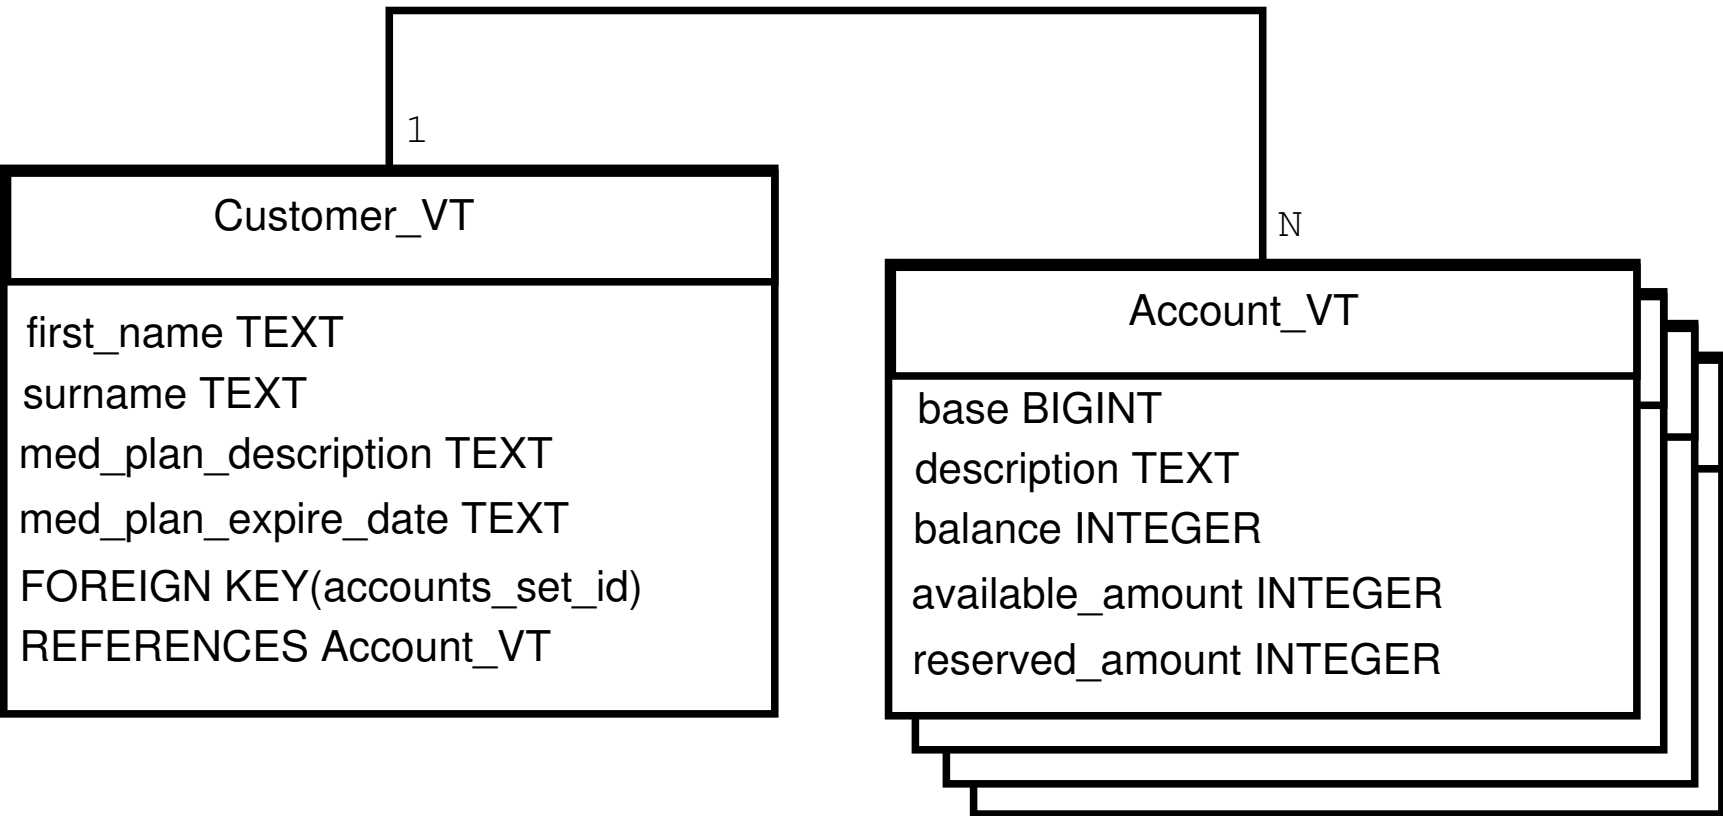 1
Customer_VT
first_name TEXT
surname TEXT
med_plan_description TEXT
med_plan_expire_date TEXT
FOREIGN KEY(accounts_set_id)
REFERENCES Account_VT
N
Account_VT
base BIGINT
description TEXT
balance INTEGER
available_amount INTEGER
reserved_amount INTEGER